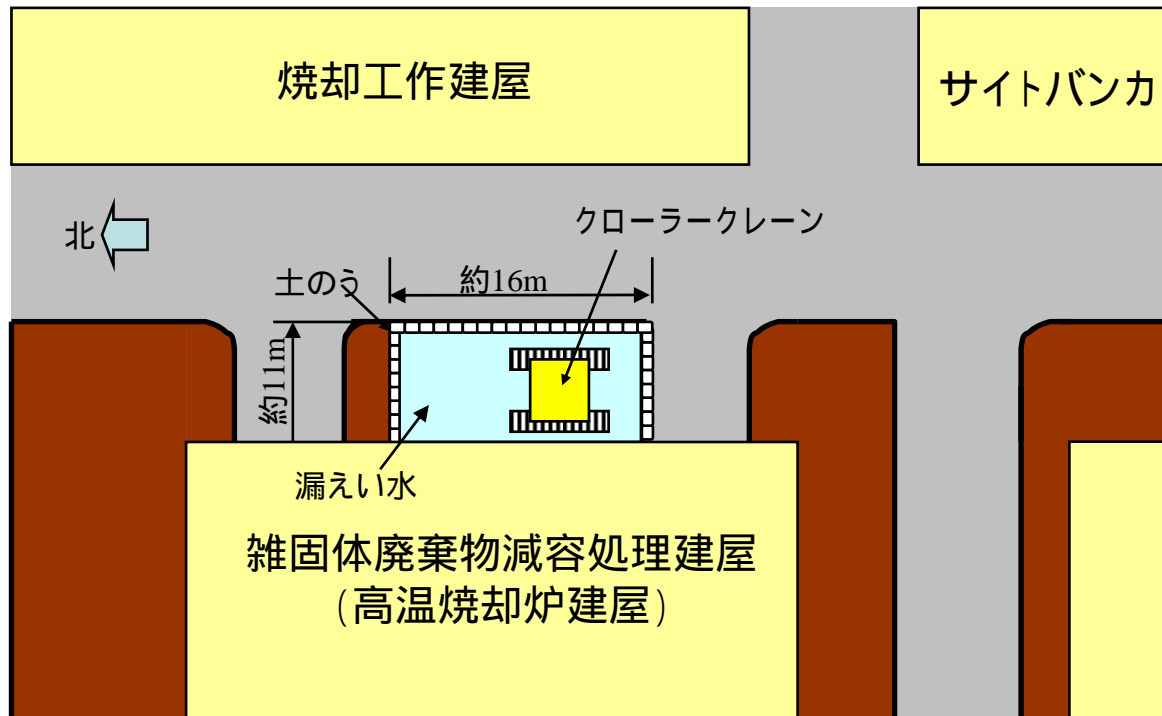 焼却工作建屋
サイトバンカ
北
クローラークレーン
土のう
約16m
約11m
漏えい水
雑固体廃棄物減容処理建屋
(高温焼却炉建屋)